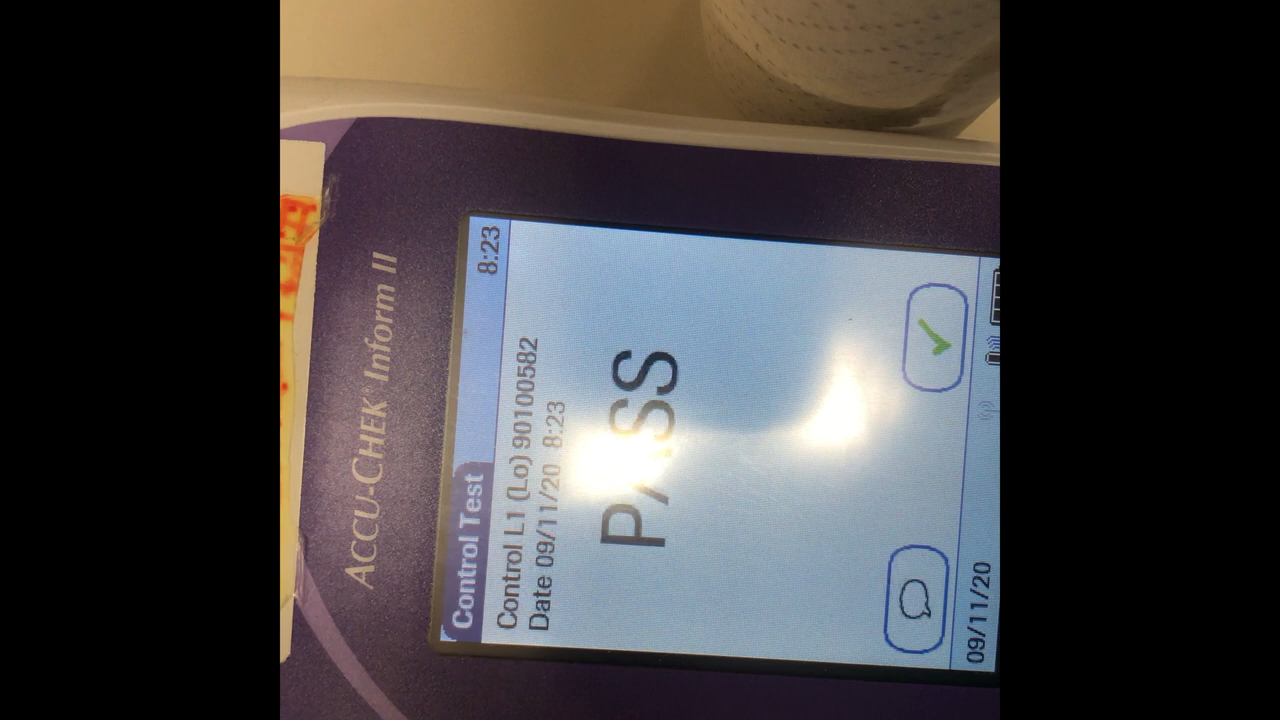 ACCU-CHEK Inform II
Control Test 8:23
Control L1 (Lo) 90100582
Date 09/11/20 8:23
PASS
09/11/20